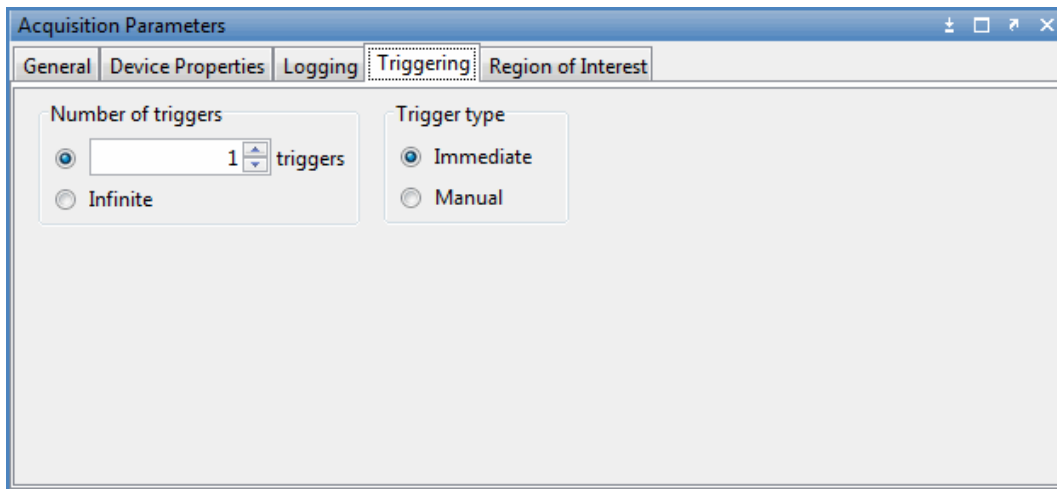 Acquisition Parameters
General Device Properties Logging Triggering Region of Interest
Number of triggers Trigger type
1 triggers Immediate
Infinite Manual